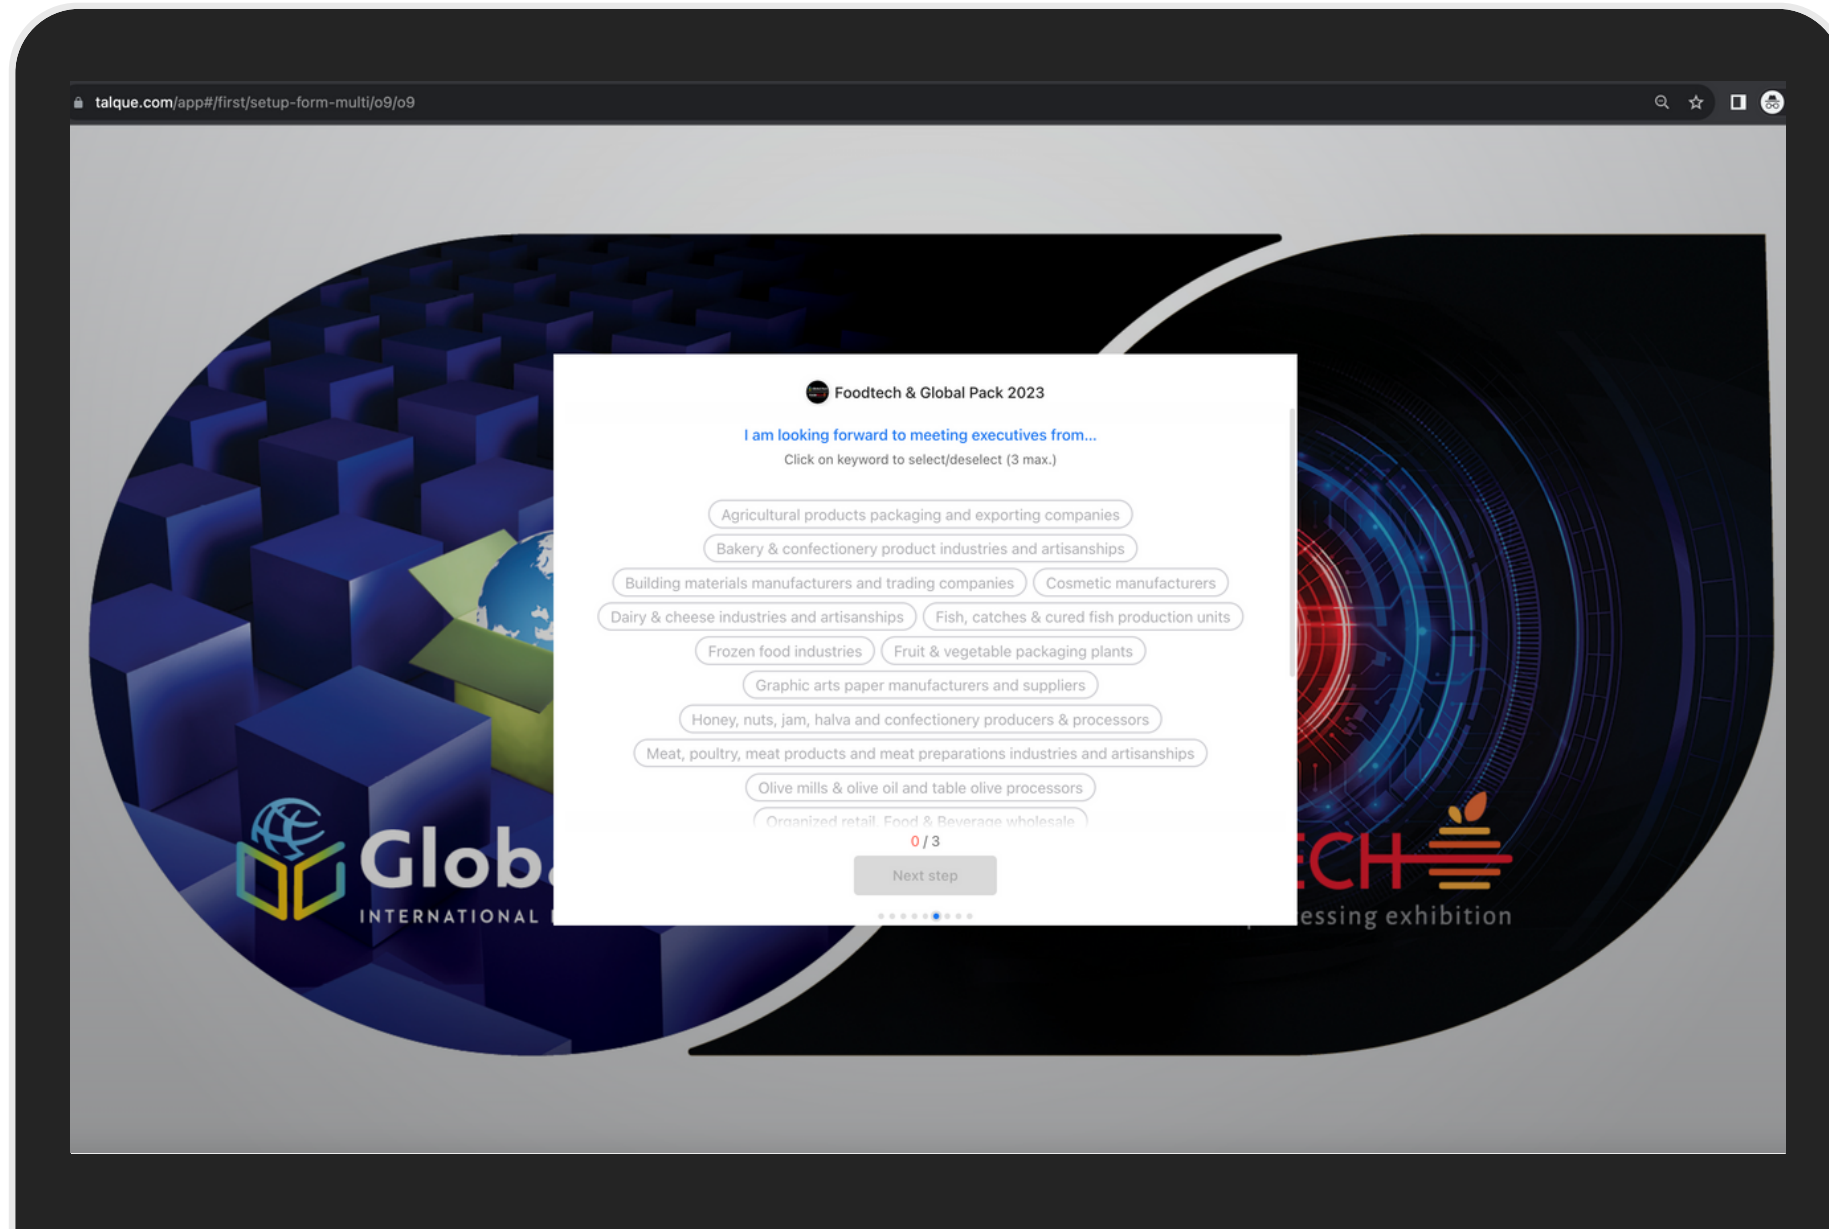 talque.com/app#/first/setup-form-multi/o9/o9
Foodtech & Global Pack 2023
I am looking forward to meeting executives from...
Click on keyword to select/deselect (3 max.)
Agricultural products packaging and exporting companies
Bakery & confectionery product industries and artisanships
Building materials manufacturers and trading companies Cosmetic manufacturers
Dairy & cheese industries and artisanships Fish, catches & cured fish production units
Frozen food industries Fruit & vegetable packaging plants
Graphic arts paper manufacturers and suppliers
Honey, nuts, jam, halva and confectionery producers & processors
Meat, poultry, meat products and meat preparations industries and artisanships
Olive mills & olive oil and table olive processors
Organized retail, Food & Beverage wholesale
0 / 3
Next step
Glob
ECH
INTERNATIONAL
essing exhibition